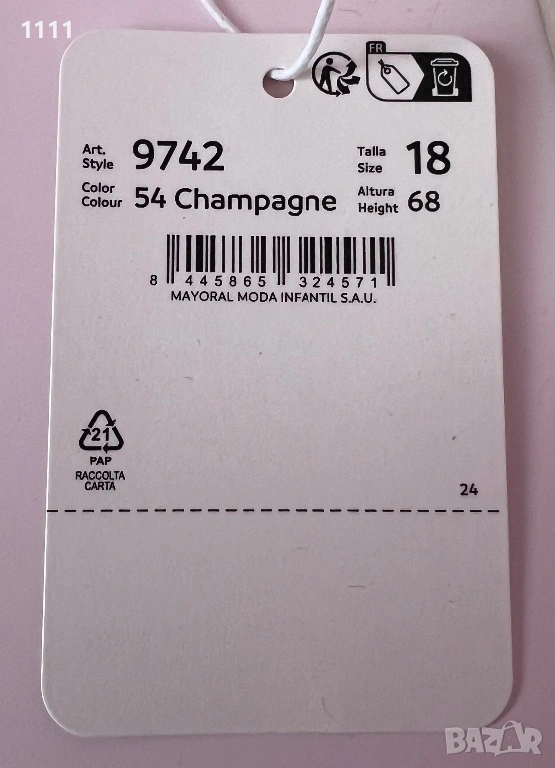 1111
FR
Art. Style 9742 Talla Size 18
Color Colour 54 Champagne Altura Height 68
8 445865 324571
MAYORAL MODA INFANTIL S.A.U.
21
PAP
RACCOLTA
CARTA
24
BAZAR